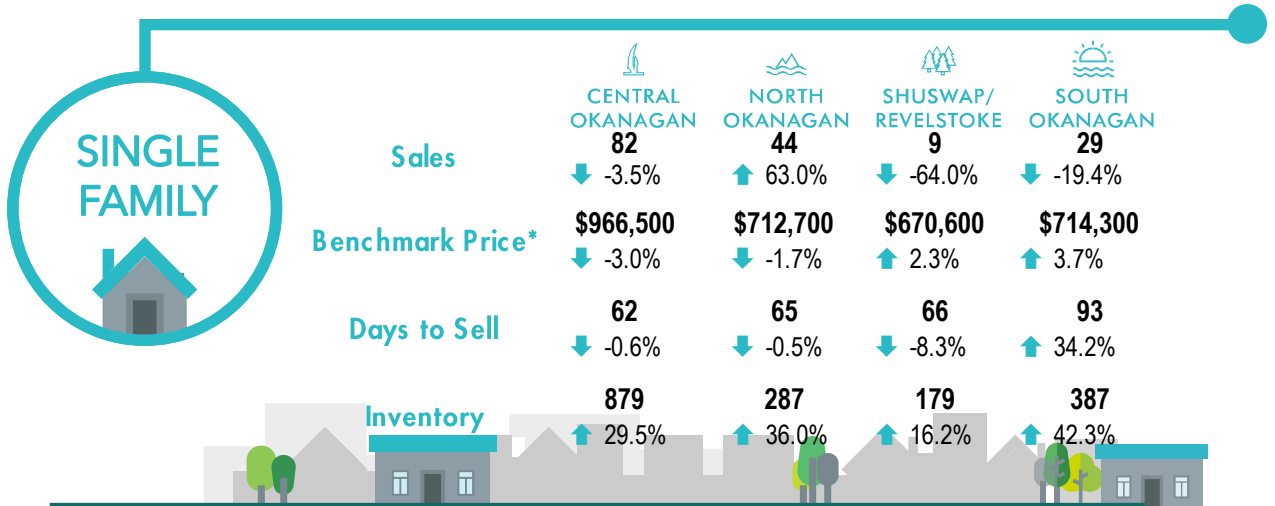 SINGLE
FAMILY
CENTRAL
OKANAGAN
NORTH
OKANAGAN
SHUSWAP/
REVELSTOKE
SOUTH
OKANAGAN
Sales
82
44
9
29
-3.5%
63.0%
-64.0%
-19.4%
Benchmark Price*
$966,500
$712,700
$670,600
$714,300
-3.0%
-1.7%
2.3%
3.7%
Days to Sell
62
65
66
93
-0.6%
-0.5%
-8.3%
34.2%
Inventory
879
287
179
387
29.5%
36.0%
16.2%
42.3%